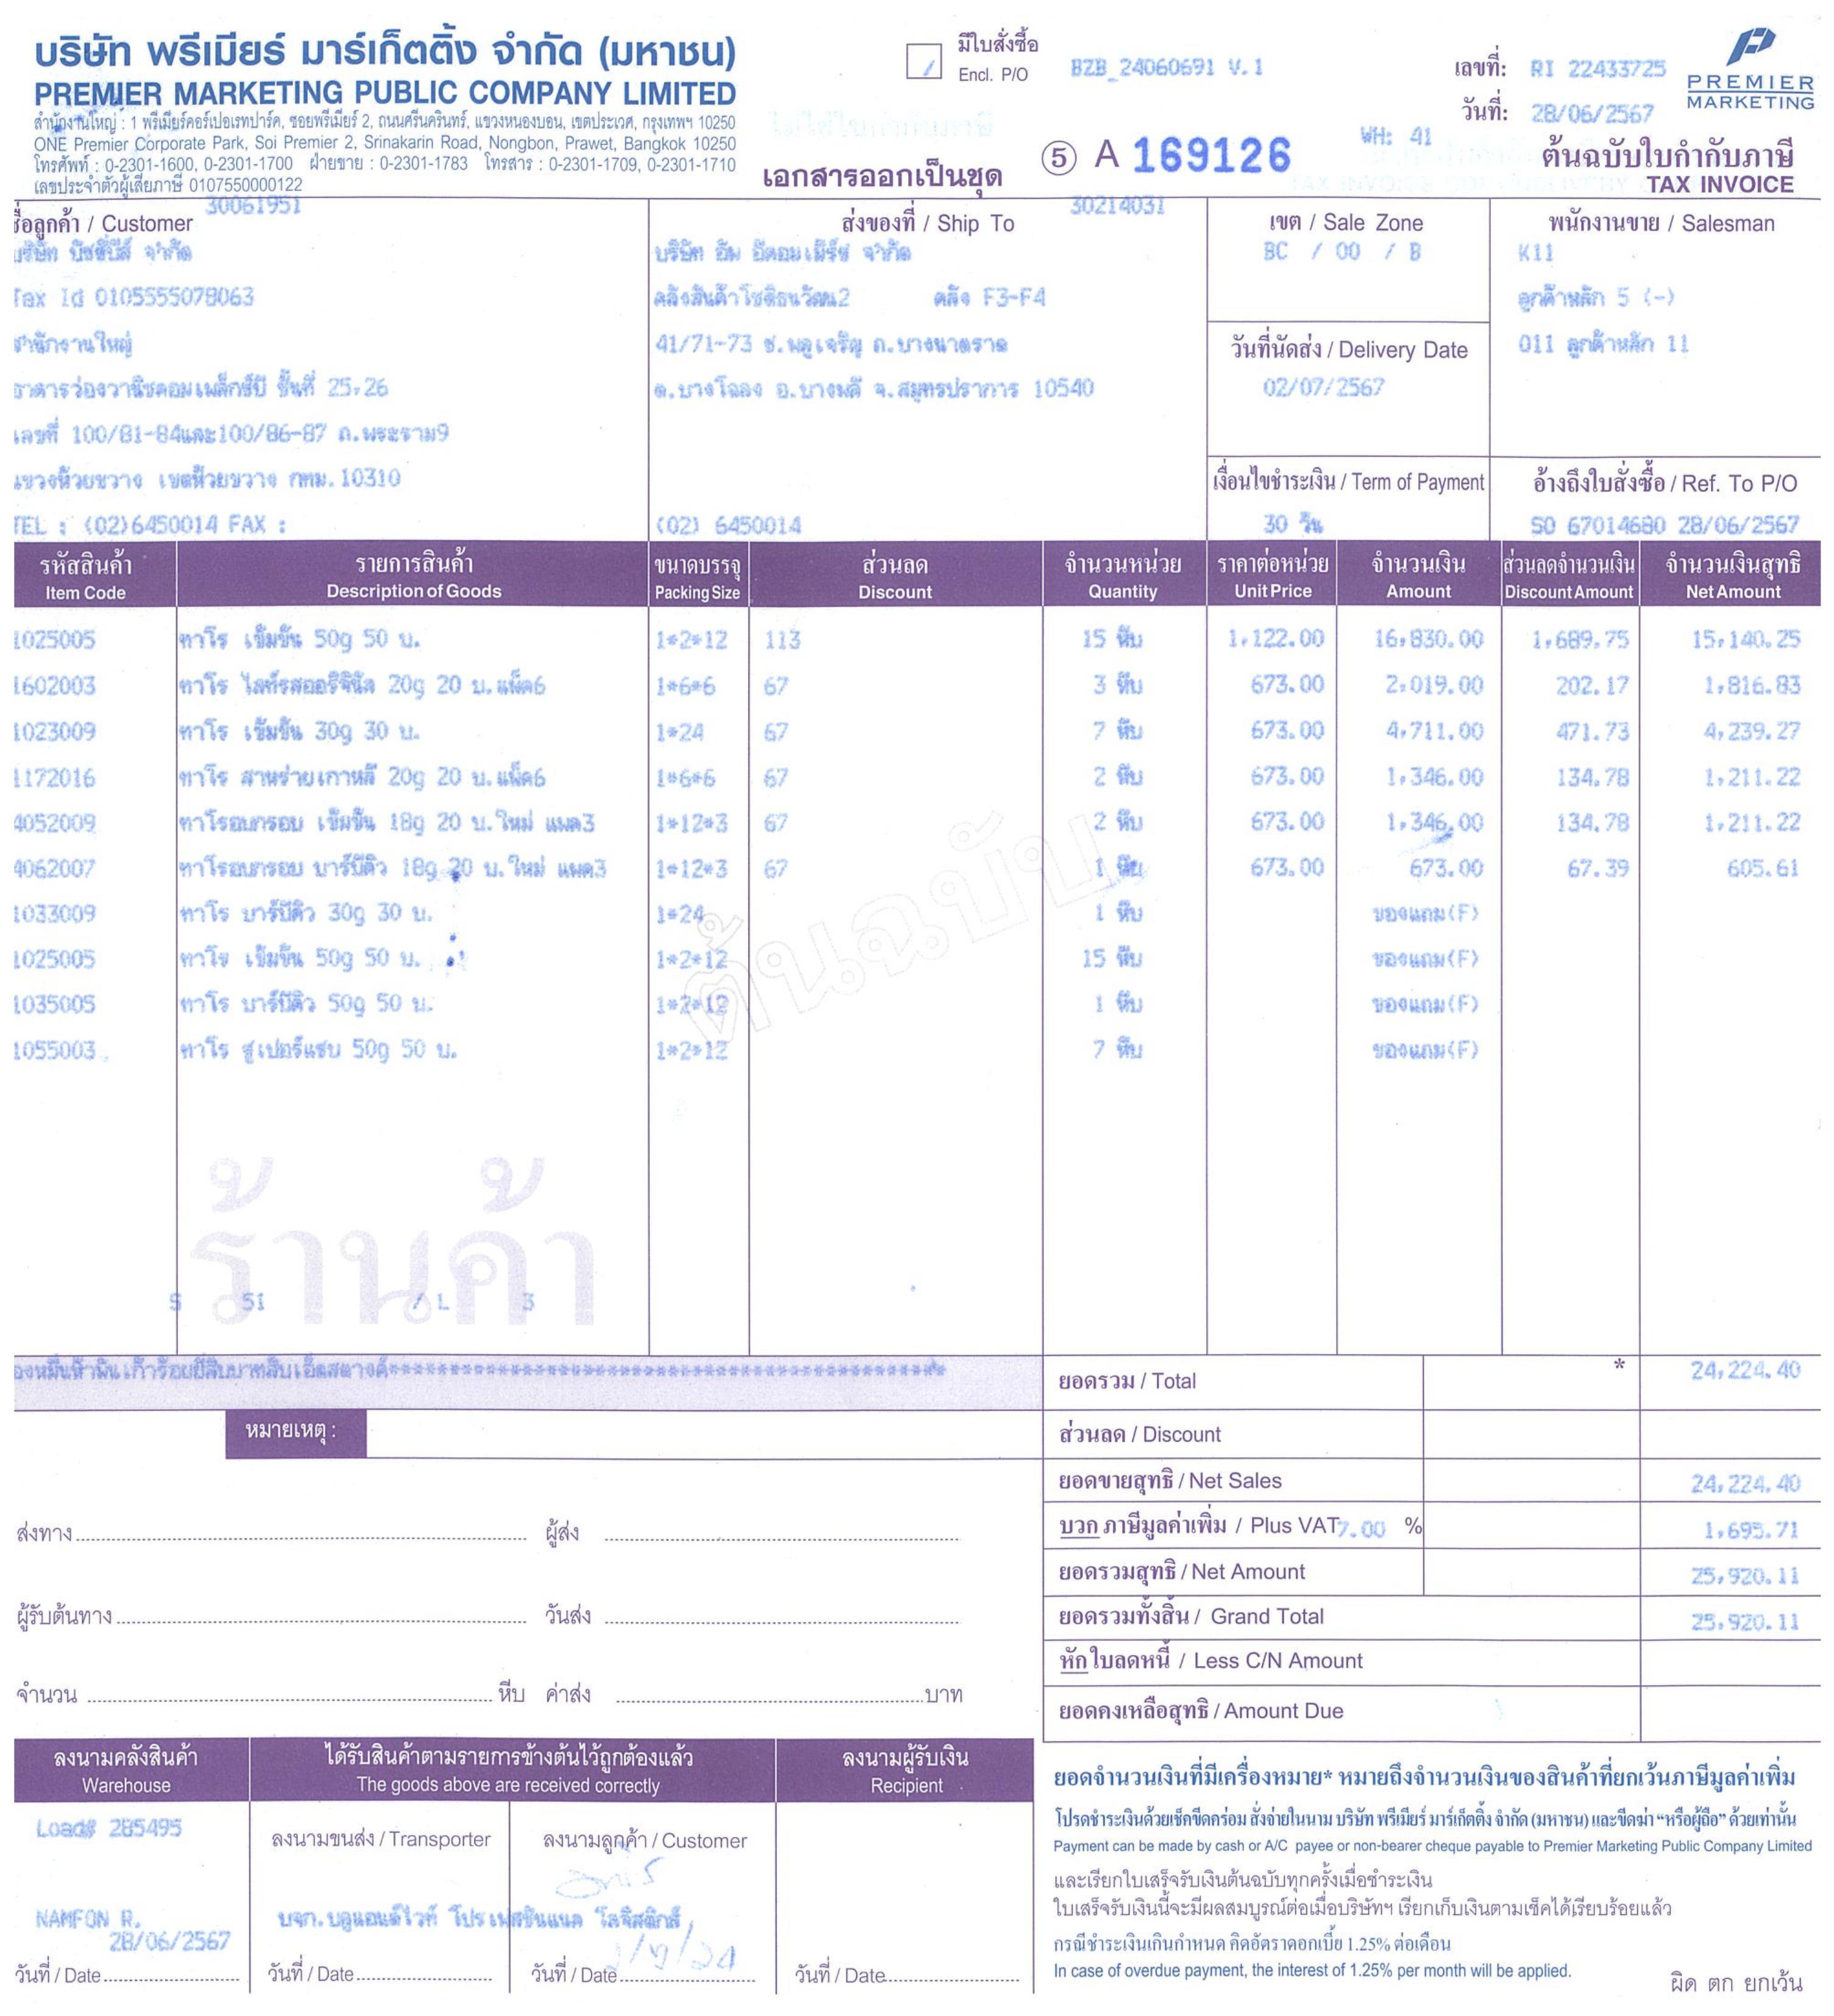 บริษัท พรีเมียร์ มาร์เก็ตติ้ง จำกัด (มหาชน)
PREMIER MARKETING PUBLIC COMPANY LIMITED
สำนักงานใหญ่ : 1 พรีเมียร์คอร์เปอเรทปาร์ค, ซอยพรีเมียร์ 2, ถนนศรีนครินทร์, แขวงหนองบอน, เขตประเวศ, กรุงเทพฯ 10250
ONE Premier Corporate Park, Soi Premier 2, Srinakarin Road, Nongbon, Prawet, Bangkok 10250
โทรศัพท์ : 0-2301-1600, 0-2301-1700 ฝ่ายขาย : 0-2301-1783 โทรสาร : 0-2301-1709, 0-2301-1710
เลขประจำตัวผู้เสียภาษี 0107550000122
มีใบสั่งซื้อ
Encl. P/O
BZB_24060691 V.1
เลขที่: RI 22433725
วันที่: 28/06/2567
PREMIER
MARKETING
เอกสารออกเป็นชุด
5 A 169126
WH: 41
ต้นฉบับใบกำกับภาษี
TAX INVOICE
ชื่อลูกค้า / Customer 30061951
บริษัท บัซซี่บีส์ จำกัด
Tax Id 0105555078063
สำนักงานใหญ่
อาคารว่องวานิชคอมเพล็กซ์บี ชั้นที่ 25,26
เลขที่ 100/81-84และ100/86-87 ถ.พระราม9
แขวงห้วยขวาง เขตห้วยขวาง กทม.10310
TEL : (02)6450014 FAX :
ส่งของที่ / Ship To 30214031
บริษัท อัพ อีคอมเมิร์ซ จำกัด
คลังสินค้าโชติธนวัฒน2 คลัง F3-F4
41/71-73 ซ.พลูเจริญ ถ.บางนาตราด
ต.บางโฉลง อ.บางพลี จ.สมุทรปราการ 10540
(02) 6450014
เขต / Sale Zone
BC / 00 / B
วันที่นัดส่ง / Delivery Date
02/07/2567
เงื่อนไขชำระเงิน / Term of Payment
30 วัน
พนักงานขาย / Salesman
K11
ลูกค้าหลัก 5 (-)
011 ลูกค้าหลัก 11
อ้างถึงใบสั่งซื้อ / Ref. To P/O
SO 67014680 28/06/2567
รหัสสินค้า รายการสินค้า ขนาดบรรจุ ส่วนลด จำนวนหน่วย ราคาต่อหน่วย จำนวนเงิน ส่วนลดจำนวนเงิน จำนวนเงินสุทธิ
Item Code Description of Goods Packing Size Discount Quantity Unit Price Amount Discount Amount Net Amount
1025005 ทาโร เข้มข้น 50g 50 บ. 1*2*12 113 15 หีบ 1,122.00 16,830.00 1,689.75 15,140.25
1602003 ทาโร ไลท์รสออริจินัล 20g 20 บ.แพ็ค6 1*6*6 67 3 หีบ 673.00 2,019.00 202.17 1,816.83
1023009 ทาโร เข้มข้น 30g 30 บ. 1*24 67 7 หีบ 673.00 4,711.00 471.73 4,239.27
1172016 ทาโร สาหร่ายเกาหลี 20g 20 บ.แพ็ค6 1*6*6 67 2 หีบ 673.00 1,346.00 134.78 1,211.22
4052009 ทาโรอบกรอบ เข้มข้น 18g 20 บ.ใหม่ แพค3 1*12*3 67 2 หีบ 673.00 1,346.00 134.78 1,211.22
4062007 ทาโรอบกรอบ บาร์บีคิว 18g 20 บ.ใหม่ แพค3 1*12*3 67 1 หีบ 673.00 673.00 67.39 605.61
1033009 ทาโร บาร์บีคิว 30g 30 บ. 1*24 1 หีบ ของแถม(F)
1025005 ทาโร เข้มข้น 50g 50 บ. 1*2*12 15 หีบ ของแถม(F)
1035005 ทาโร บาร์บีคิว 50g 50 บ. 1*2*12 1 หีบ ของแถม(F)
1055003 ทาโร ซูเปอร์แซบ 50g 50 บ. 1*2*12 7 หีบ ของแถม(F)
ต้นฉบับ
ร้านค้า
S 51 / L 3
องหมื่นห้าพันเก้าร้อยยี่สิบบาทสิบเอ็ดสตางค์
ยอดรวม / Total * 24,224.40
หมายเหตุ :
ส่วนลด / Discount
ยอดขายสุทธิ / Net Sales 24,224.40
บวก ภาษีมูลค่าเพิ่ม / Plus VAT 7.00 % 1,695.71
ยอดรวมสุทธิ / Net Amount 25,920.11
ยอดรวมทั้งสิ้น / Grand Total 25,920.11
หักใบลดหนี้ / Less C/N Amount
ยอดคงเหลือสุทธิ / Amount Due
ส่งทาง ผู้ส่ง
ผู้รับต้นทาง วันส่ง
จำนวน หีบ ค่าส่ง บาท
ลงนามคลังสินค้า ได้รับสินค้าตามรายการข้างต้นไว้ถูกต้องแล้ว ลงนามผู้รับเงิน
Warehouse The goods above are received correctly Recipient
Load# 285495
ลงนามขนส่ง / Transporter ลงนามลูกค้า / Customer
NAMFON R. บจก.บลูแอนด์ไวท์ โปรเฟสชันแนล โลจิสติกส์
28/06/2567
วันที่ / Date วันที่ / Date วันที่ / Date วันที่ / Date
ยอดจำนวนเงินที่มีเครื่องหมาย* หมายถึงจำนวนเงินของสินค้าที่ยกเว้นภาษีมูลค่าเพิ่ม
โปรดชำระเงินด้วยเช็คขีดคร่อม สั่งจ่ายในนาม บริษัท พรีเมียร์ มาร์เก็ตติ้ง จำกัด (มหาชน) และขีดฆ่า “หรือผู้ถือ” ด้วยเท่านั้น
Payment can be made by cash or A/C payee or non-bearer cheque payable to Premier Marketing Public Company Limited
และเรียกใบเสร็จรับเงินต้นฉบับทุกครั้งเมื่อชำระเงิน
ใบเสร็จรับเงินนี้จะมีผลสมบูรณ์ต่อเมื่อบริษัทฯ เรียกเก็บเงินตามเช็คได้เรียบร้อยแล้ว
กรณีชำระเงินเกินกำหนด คิดอัตราดอกเบี้ย 1.25% ต่อเดือน
In case of overdue payment, the interest of 1.25% per month will be applied.
ผิด ตก ยกเว้น